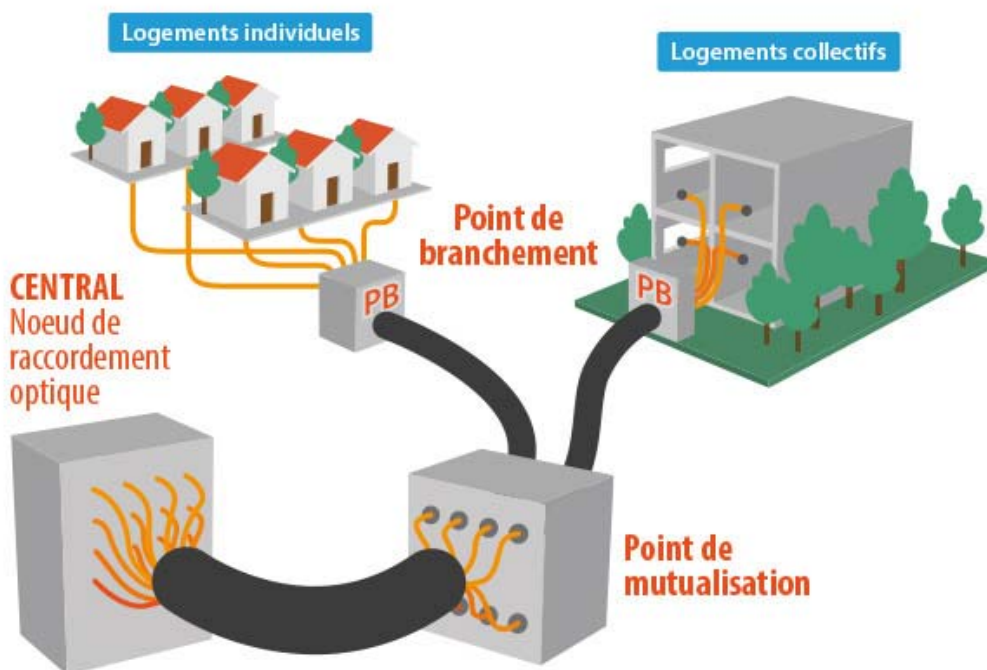 Logements individuels
Logements collectifs
Point de
branchement
PB
PB
CENTRAL
Noeud de
raccordement
optique
Point de
mutualisation